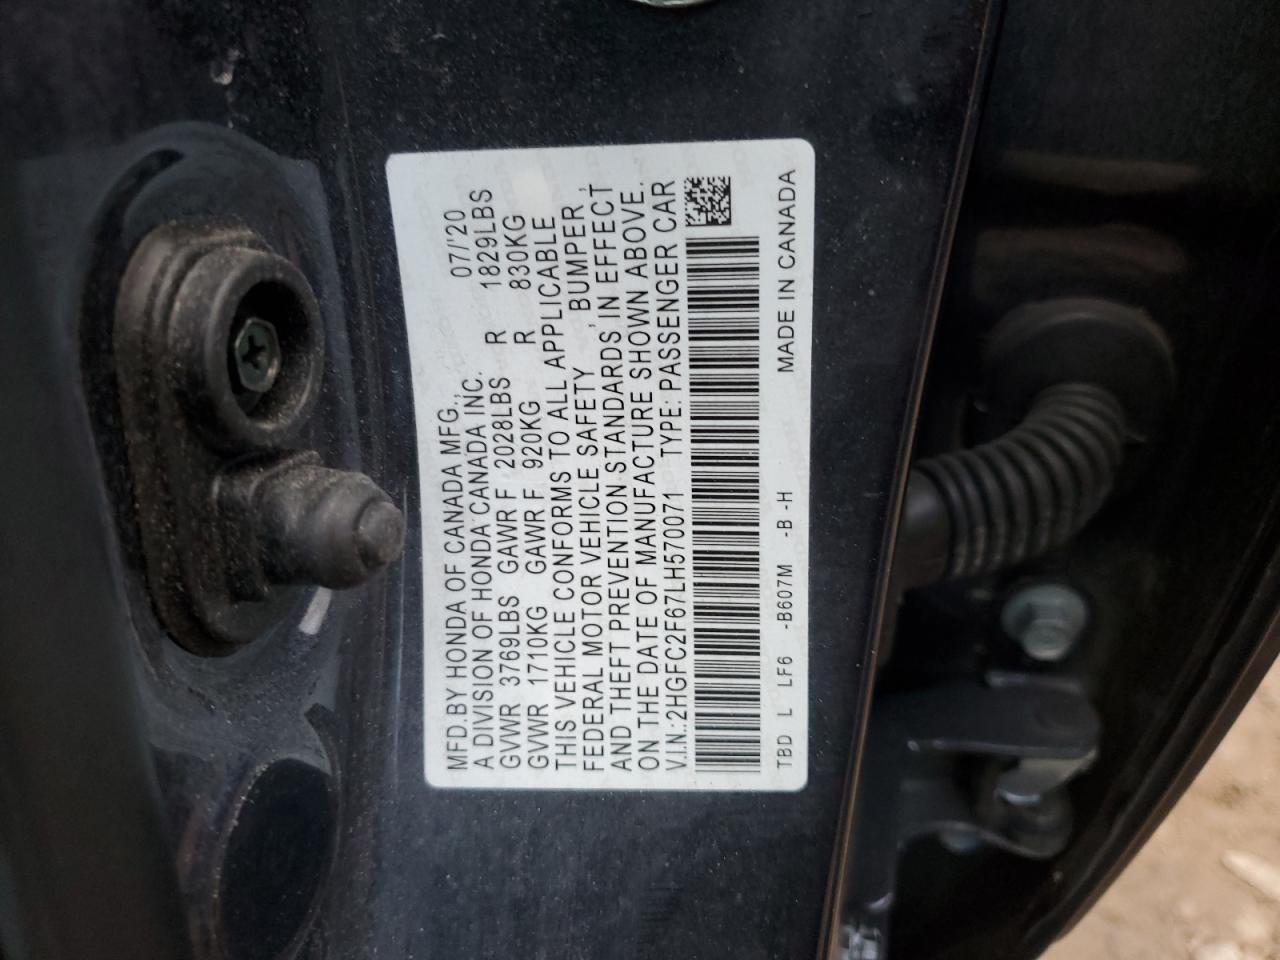 MFD.BY HONDA OF CANADA MFG., 07/'20
A DIVISION OF HONDA CANADA INC.
GVWR 3769LBS GAWR F 2028LBS R 1829LBS
GVWR 1710KG GAWR F 920KG R 830KG
THIS VEHICLE CONFORMS TO ALL APPLICABLE
FEDERAL MOTOR VEHICLE SAFETY , BUMPER ,
AND THEFT PREVENTION STANDARDS IN EFFECT
ON THE DATE OF MANUFACTURE SHOWN ABOVE.
V.I.N.:2HGFC2F67LH570071 TYPE:PASSENGER CAR
TBD L LF6 -B607M -B -H MADE IN CANADA